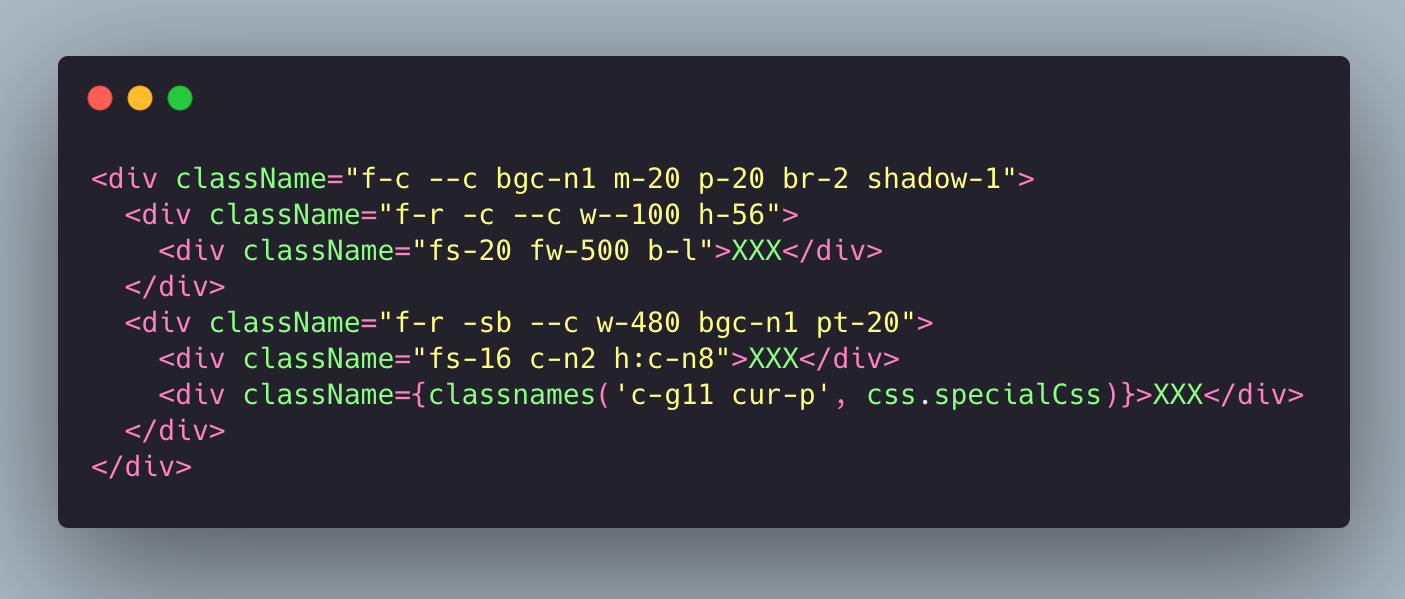 <div className="f-c --c bgc-n1 m-20 p-20 br-2 shadow-1">
  <div className="f-r -c --c w--100 h-56">
    <div className="fs-20 fw-500 b-l">XXX</div>
  </div>
  <div className="f-r -sb --c w-480 bgc-n1 pt-20">
    <div className="fs-16 c-n2 h:c-n8">XXX</div>
    <div className={classnames('c-g11 cur-p', css.specialCss)}>XXX</div>
  </div>
</div>